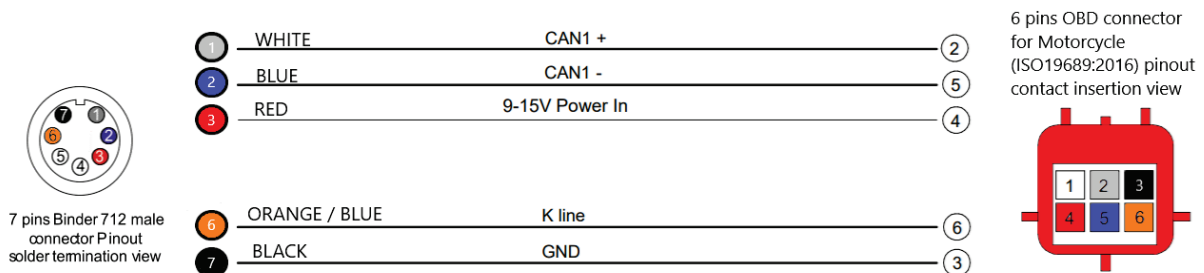 1 WHITE CAN1 + 2
2 BLUE CAN1 - 5
3 RED 9-15V Power In 4
6 ORANGE / BLUE K line 6
7 BLACK GND 3
7 1
6 2
5 4 3
7 pins Binder 712 male
connector Pinout
solder termination view
6 pins OBD connector
for Motorcycle
(ISO19689:2016) pinout
contact insertion view
1 2 3
4 5 6